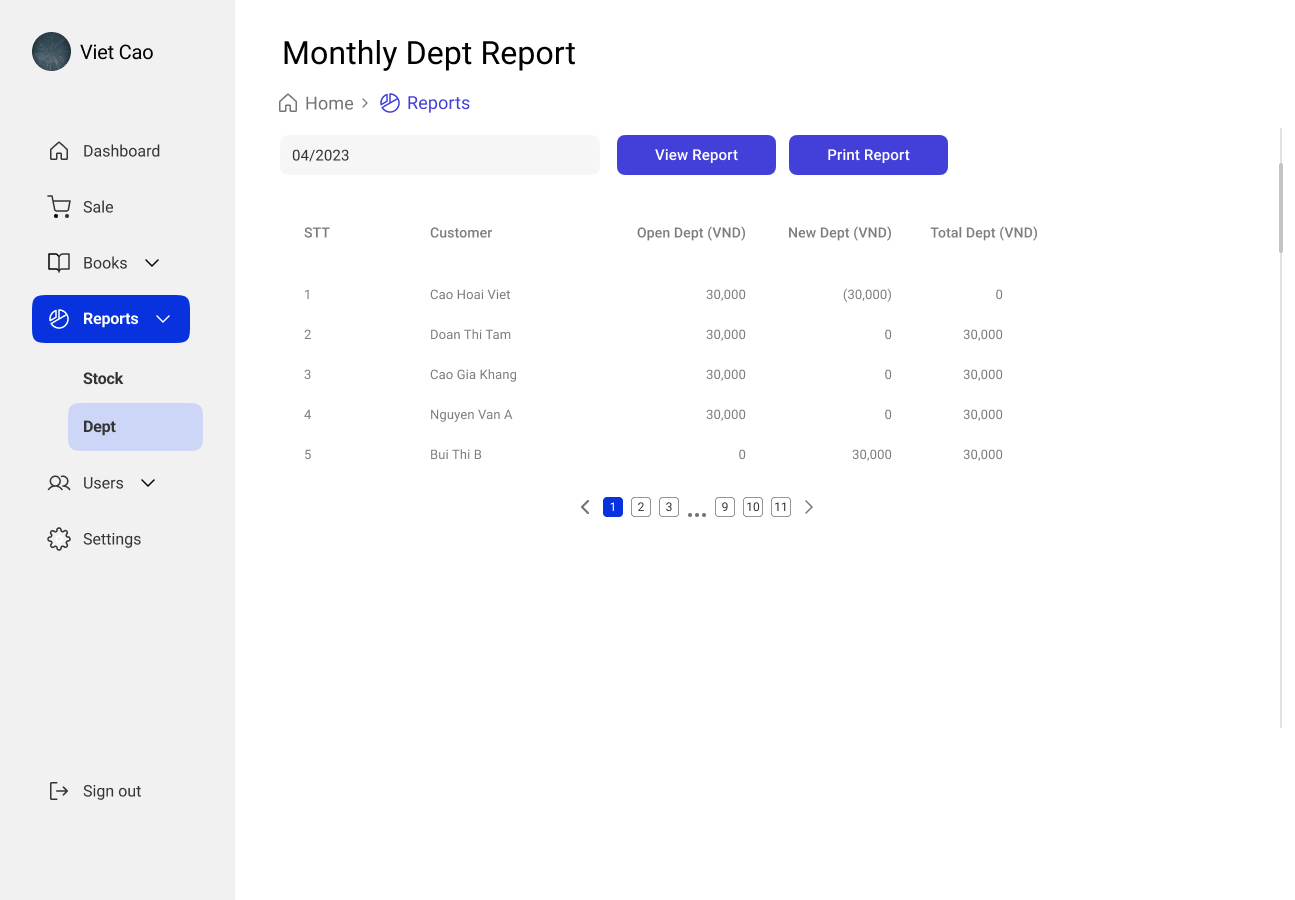 Viet Cao
Dashboard
Sale
Books
Reports
Stock
Dept
Users
Settings
Sign out
Monthly Dept Report
Home > Reports
04/2023 View Report Print Report
STT Customer Open Dept (VND) New Dept (VND) Total Dept (VND)
1 Cao Hoai Viet 30,000 (30,000) 0
2 Doan Thi Tam 30,000 0 30,000
3 Cao Gia Khang 30,000 0 30,000
4 Nguyen Van A 30,000 0 30,000
5 Bui Thi B 0 30,000 30,000
1 2 3 ... 9 10 11